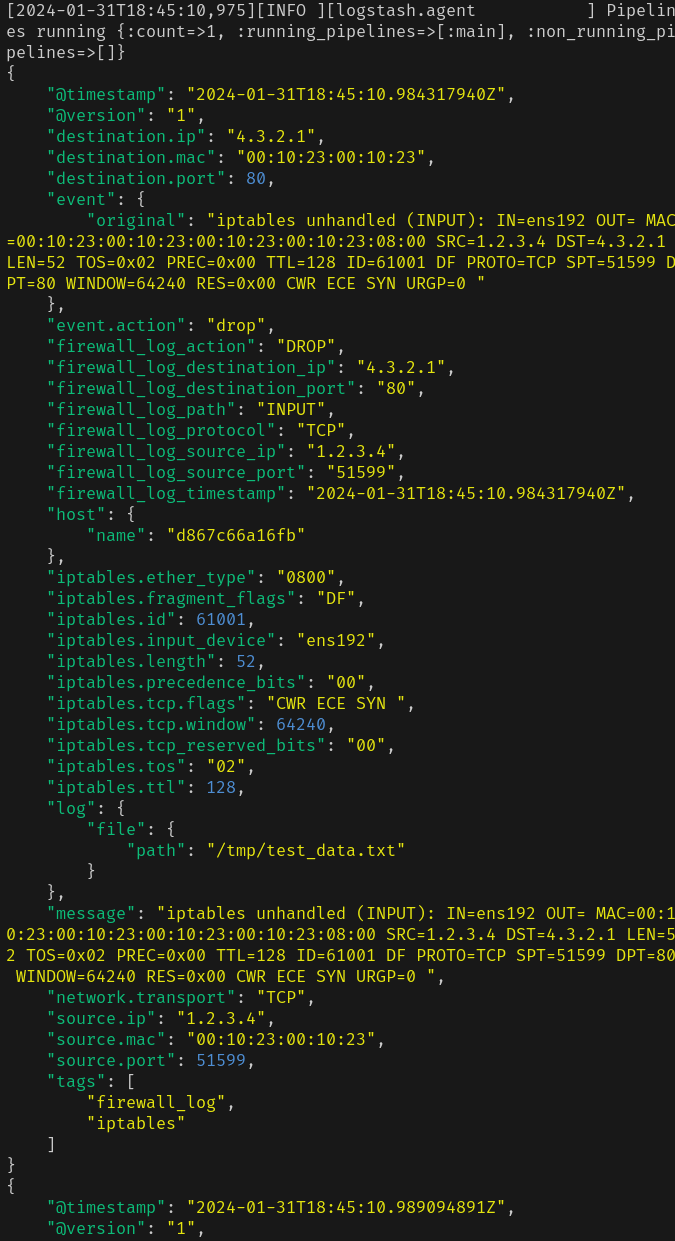 [2024-01-31T18:45:10,975][INFO ][logstash.agent           ] Pipelin
es running {:count=>1, :running_pipelines=>[:main], :non_running_pi
pelines=>[]}
{
    "@timestamp": "2024-01-31T18:45:10.984317940Z",
    "@version": "1",
    "destination.ip": "4.3.2.1",
    "destination.mac": "00:10:23:00:10:23",
    "destination.port": 80,
    "event": {
        "original": "iptables unhandled (INPUT): IN=ens192 OUT= MAC
=00:10:23:00:10:23:00:10:23:00:10:23:08:00 SRC=1.2.3.4 DST=4.3.2.1
LEN=52 TOS=0x02 PREC=0x00 TTL=128 ID=61001 DF PROTO=TCP SPT=51599 D
PT=80 WINDOW=64240 RES=0x00 CWR ECE SYN URGP=0 "
    },
    "event.action": "drop",
    "firewall_log_action": "DROP",
    "firewall_log_destination_ip": "4.3.2.1",
    "firewall_log_destination_port": "80",
    "firewall_log_path": "INPUT",
    "firewall_log_protocol": "TCP",
    "firewall_log_source_ip": "1.2.3.4",
    "firewall_log_source_port": "51599",
    "firewall_log_timestamp": "2024-01-31T18:45:10.984317940Z",
    "host": {
        "name": "d867c66a16fb"
    },
    "iptables.ether_type": "0800",
    "iptables.fragment_flags": "DF",
    "iptables.id": 61001,
    "iptables.input_device": "ens192",
    "iptables.length": 52,
    "iptables.precedence_bits": "00",
    "iptables.tcp.flags": "CWR ECE SYN ",
    "iptables.tcp.window": 64240,
    "iptables.tcp_reserved_bits": "00",
    "iptables.tos": "02",
    "iptables.ttl": 128,
    "log": {
        "file": {
            "path": "/tmp/test_data.txt"
        }
    },
    "message": "iptables unhandled (INPUT): IN=ens192 OUT= MAC=00:1
0:23:00:10:23:00:10:23:00:10:23:08:00 SRC=1.2.3.4 DST=4.3.2.1 LEN=5
2 TOS=0x02 PREC=0x00 TTL=128 ID=61001 DF PROTO=TCP SPT=51599 DPT=80
 WINDOW=64240 RES=0x00 CWR ECE SYN URGP=0 ",
    "network.transport": "TCP",
    "source.ip": "1.2.3.4",
    "source.mac": "00:10:23:00:10:23",
    "source.port": 51599,
    "tags": [
        "firewall_log",
        "iptables"
    ]
}
{
    "@timestamp": "2024-01-31T18:45:10.989094891Z",
    "@version": "1",